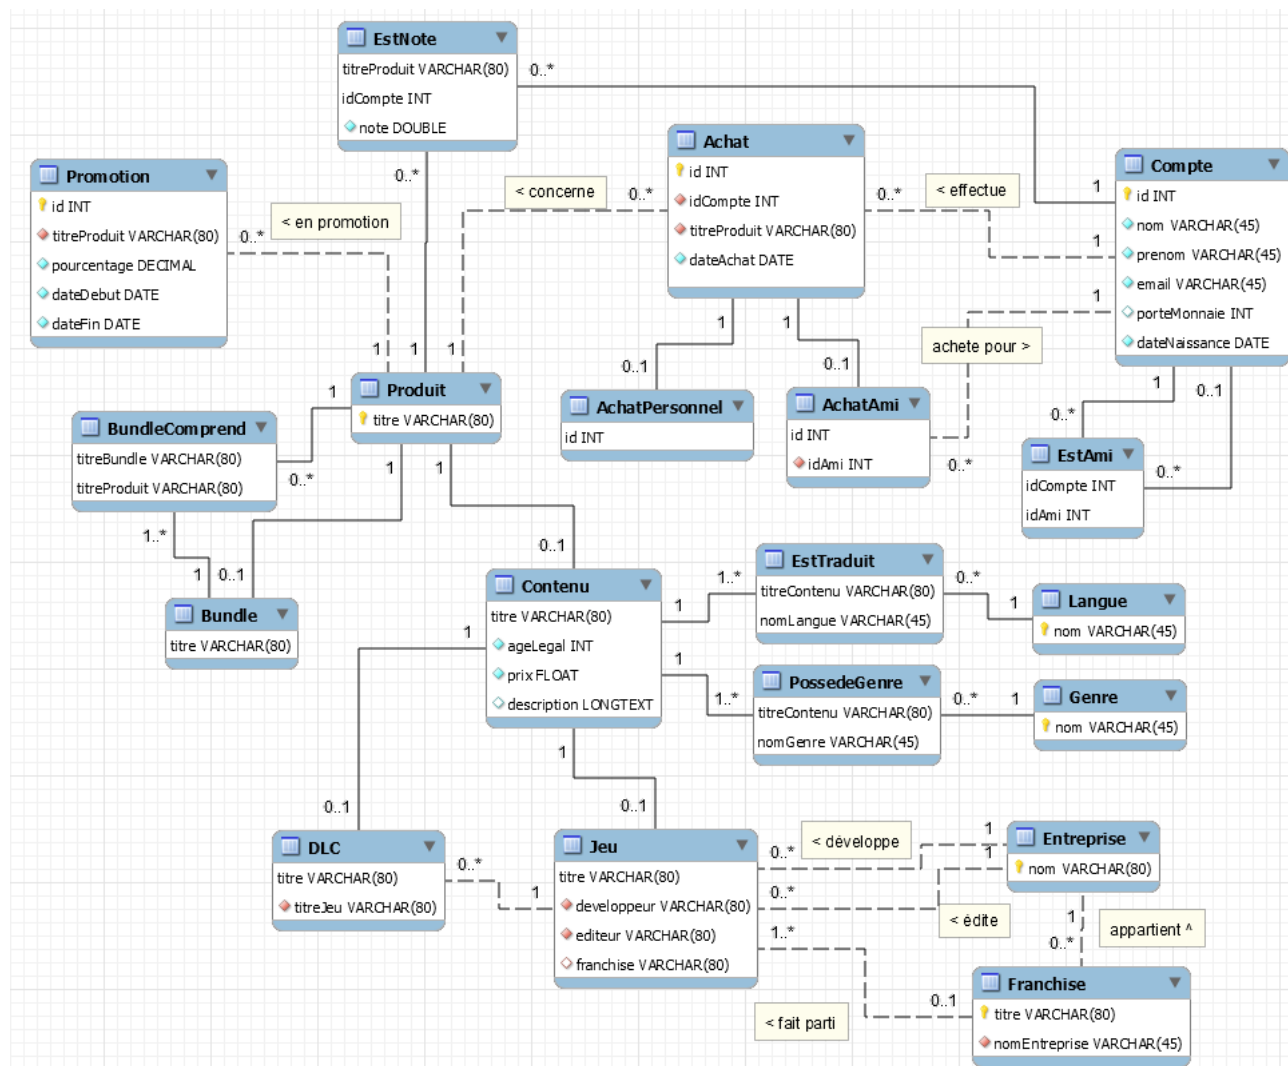 EstNote
titreProduit VARCHAR(80)
idCompte INT
note DOUBLE
0..*
0..*
Promotion
id INT
titreProduit VARCHAR(80)
pourcentage DECIMAL
dateDebut DATE
dateFin DATE
< en promotion
0..*
1
1
1
< concerne
0..*
Achat
id INT
idCompte INT
titreProduit VARCHAR(80)
dateAchat DATE
0..*
< effectue
1
1
1
Compte
id INT
nom VARCHAR(45)
prenom VARCHAR(45)
email VARCHAR(45)
porteMonnaie INT
dateNaissance DATE
1
1
0..1
0..1
achete pour >
1
0..1
Produit
titre VARCHAR(80)
1
AchatPersonnel
id INT
AchatAmi
id INT
idAmi INT
0..*
0..*
0..*
EstAmi
idCompte INT
idAmi INT
BundleComprend
titreBundle VARCHAR(80)
titreProduit VARCHAR(80)
0..*
1
1
1..*
1
0..1
0..1
Bundle
titre VARCHAR(80)
Contenu
titre VARCHAR(80)
ageLegal INT
prix FLOAT
description LONGTEXT
1
1..*
EstTraduit
titreContenu VARCHAR(80)
nomLangue VARCHAR(45)
0..*
1
Langue
nom VARCHAR(45)
1
1
1..*
PossedeGenre
titreContenu VARCHAR(80)
nomGenre VARCHAR(45)
0..*
1
Genre
nom VARCHAR(45)
1
0..1
0..1
DLC
titre VARCHAR(80)
titreJeu VARCHAR(80)
0..*
1
Jeu
titre VARCHAR(80)
developpeur VARCHAR(80)
editeur VARCHAR(80)
franchise VARCHAR(80)
0..*
< développe
1
1
Entreprise
nom VARCHAR(80)
0..*
< édite
1..*
1
0..*
appartient ^
< fait parti
0..1
Franchise
titre VARCHAR(80)
nomEntreprise VARCHAR(45)